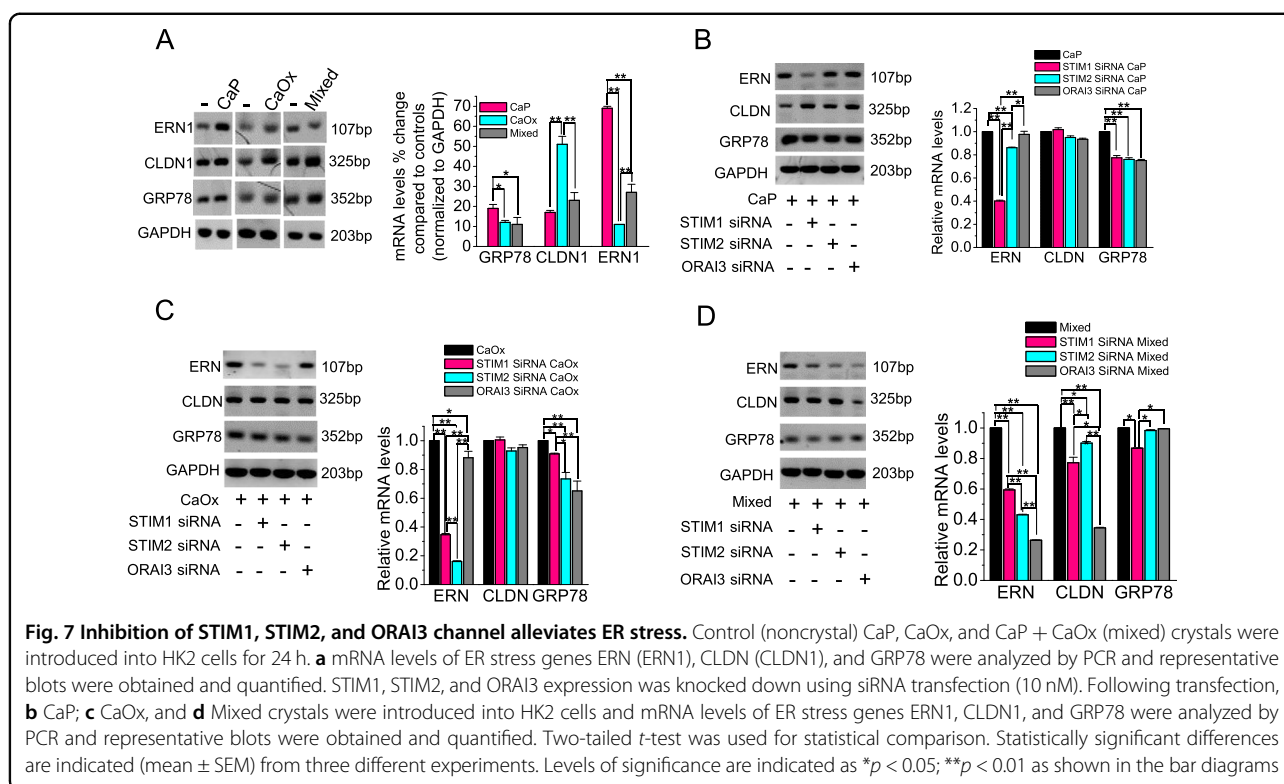 A
- CaP - CaOx - Mixed
ERN1 107bp
CLDN1 325bp
GRP78 352bp
GAPDH 203bp
mRNA levels % change
compared to controls
(normalized to GAPDH)
70
60
50
40
30
20
10
0
CaP
CaOx
Mixed
** ** ** ** ** * *
GRP78 CLDN1 ERN1
B
ERN 107bp
CLDN 325bp
GRP78 352bp
GAPDH 203bp
CaP + + + +
STIM1 siRNA - + - -
STIM2 siRNA - - + -
ORAI3 siRNA - - - +
CaP
STIM1 SiRNA CaP
STIM2 SiRNA CaP
ORAI3 SiRNA CaP
Relative mRNA levels
1.2
1.0
0.8
0.6
0.4
0.2
0.0
** ** * ** ** ** ** **
ERN CLDN GRP78
C
ERN 107bp
CLDN 325bp
GRP78 352bp
GAPDH 203bp
CaOx + + + +
STIM1 siRNA - + - -
STIM2 siRNA - - + -
ORAI3 siRNA - - - +
CaOx
STIM1 SiRNA CaOx
STIM2 SiRNA CaOx
ORAI3 SiRNA CaOx
Relative mRNA levels
1.0
0.8
0.6
0.4
0.2
0.0
* ** ** ** ** ** ** ** * * **
ERN CLDN GRP78
D
ERN 107bp
CLDN 325bp
GRP78 352bp
GAPDH 203bp
Mixed + + + +
STIM1 siRNA - + - -
STIM2 siRNA - - + -
ORAI3 siRNA - - - +
Mixed
STIM1 SiRNA Mixed
STIM2 SiRNA Mixed
ORAI3 SiRNA Mixed
Relative mRNA levels
1.0
0.8
0.6
0.4
0.2
0.0
** ** ** ** ** ** ** * ** * * ** * * *
ERN CLDN GRP78
Fig. 7 Inhibition of STIM1, STIM2, and ORAI3 channel alleviates ER stress. Control (noncrystal) CaP, CaOx, and CaP + CaOx (mixed) crystals were
introduced into HK2 cells for 24 h. a mRNA levels of ER stress genes ERN (ERN1), CLDN (CLDN1), and GRP78 were analyzed by PCR and representative
blots were obtained and quantified. STIM1, STIM2, and ORAI3 expression was knocked down using siRNA transfection (10 nM). Following transfection,
b CaP; c CaOx, and d Mixed crystals were introduced into HK2 cells and mRNA levels of ER stress genes ERN1, CLDN1, and GRP78 were analyzed by
PCR and representative blots were obtained and quantified. Two-tailed t-test was used for statistical comparison. Statistically significant differences
are indicated (mean ± SEM) from three different experiments. Levels of significance are indicated as *p < 0.05; **p < 0.01 as shown in the bar diagrams